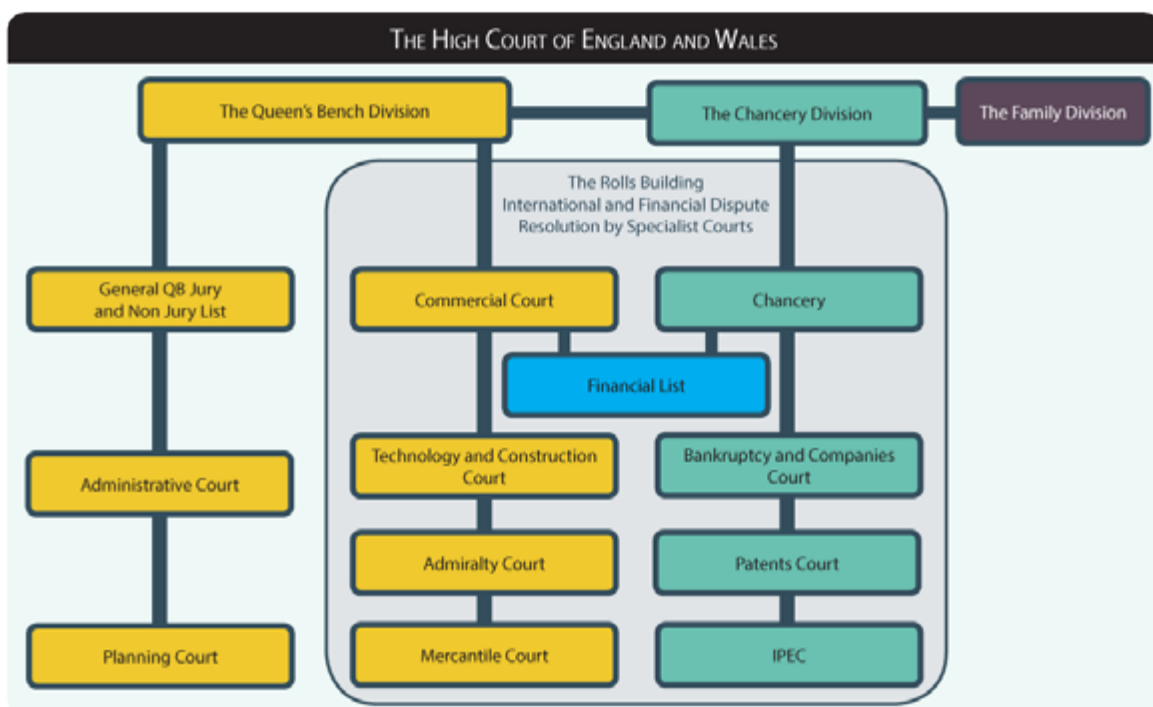 THE HIGH COURT OF ENGLAND AND WALES
The Queen's Bench Division
The Chancery Division
The Family Division
The Rolls Building
International and Financial Dispute
Resolution by Specialist Courts
General QB Jury
and Non Jury List
Commercial Court
Chancery
Financial List
Technology and Construction
Court
Bankruptcy and Companies
Court
Administrative Court
Admiralty Court
Patents Court
Planning Court
Mercantile Court
IPEC